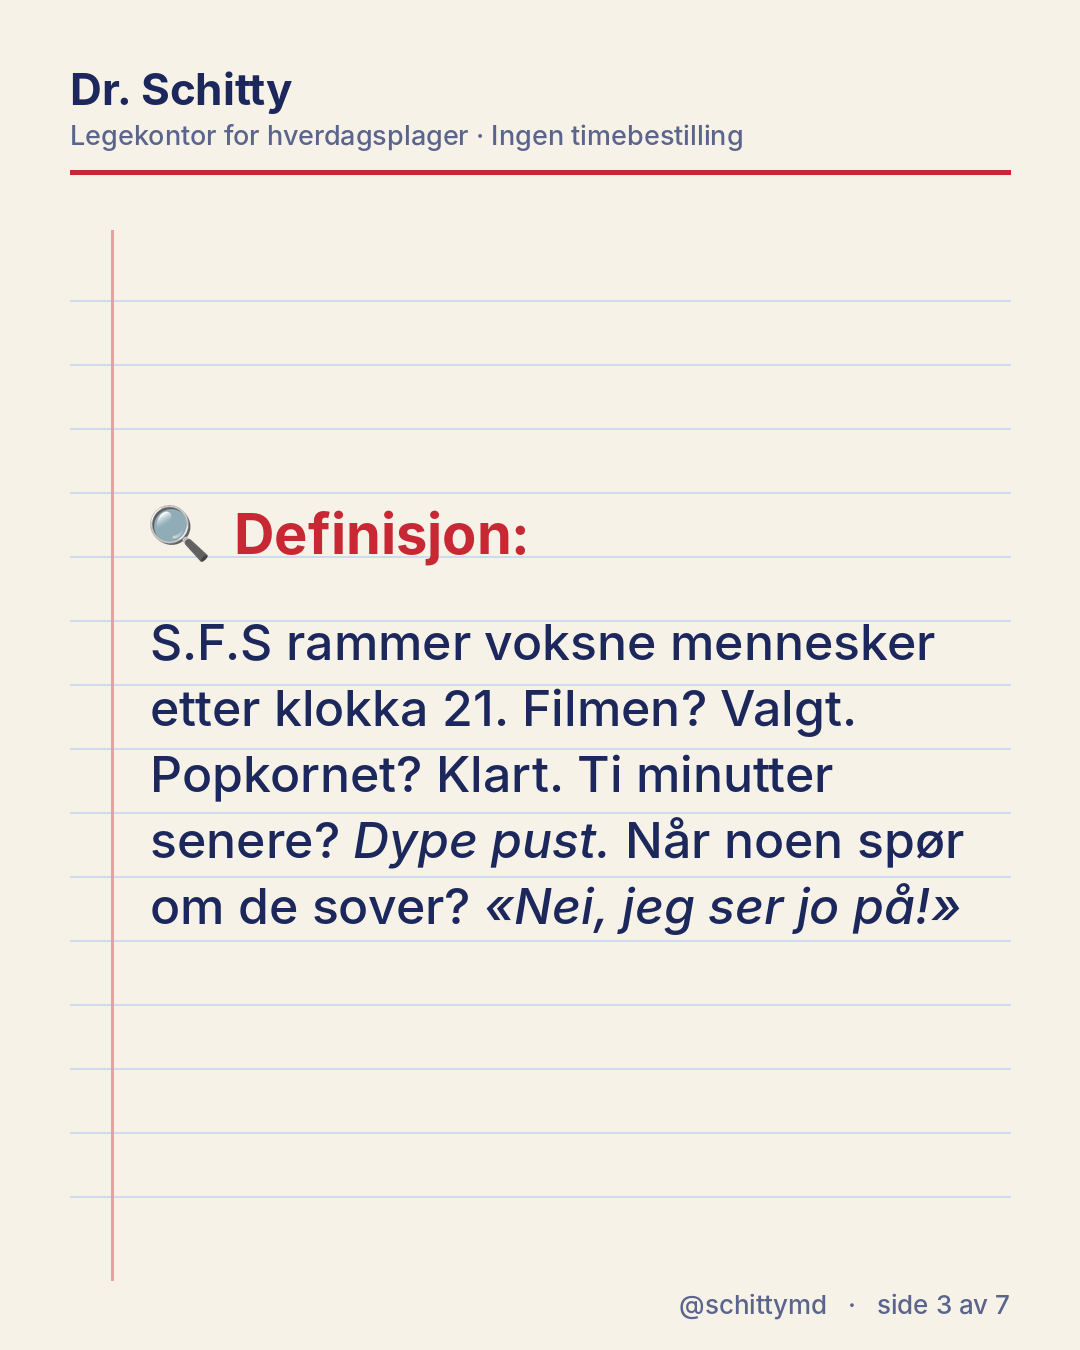 Dr. Schitty
Legekontor for hverdagsplager · Ingen timebestilling
🔍 Definisjon:
S.F.S rammer voksne mennesker
etter klokka 21. Filmen? Valgt.
Popkornet? Klart. Ti minutter
senere? Dype pust. Når noen spør
om de sover? «Nei, jeg ser jo på!»
@schittymd · side 3 av 7